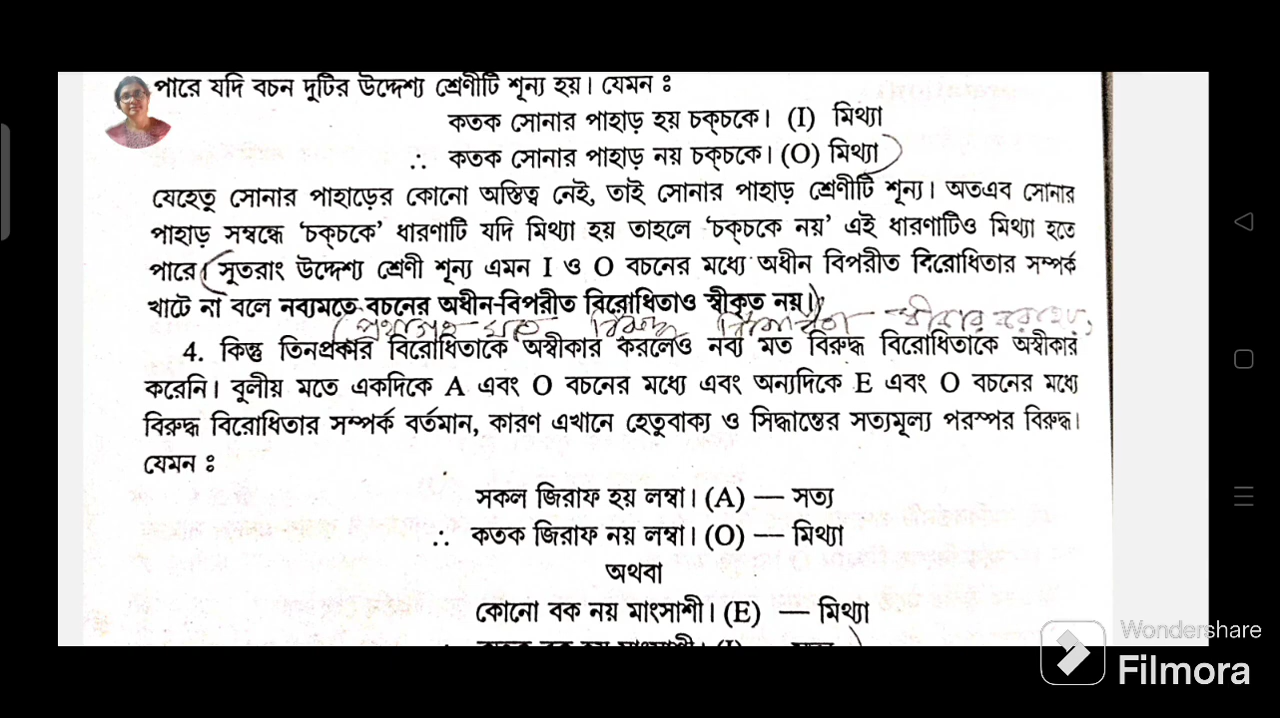 পারে যদি বচন দুটির উদ্দেশ্য শ্রেণীটি শূন্য হয়। যেমন ঃ
কতক সোনার পাহাড় হয় চক্‌চকে। (I) মিথ্যা
∴ কতক সোনার পাহাড় নয় চক্‌চকে। (O) মিথ্যা
যেহেতু সোনার পাহাড়ের কোনো অস্তিত্ব নেই, তাই সোনার পাহাড় শ্রেণীটি শূন্য। অতএব সোনার
পাহাড় সম্বন্ধে ‘চক্‌চকে’ ধারণাটি যদি মিথ্যা হয় তাহলে ‘চক্‌চকে নয়’ এই ধারণাটিও মিথ্যা হতে
পারে (সুতরাং উদ্দেশ্য শ্রেণী শূন্য এমন I ও O বচনের মধ্যে অধীন বিপরীত বিরোধিতার সম্পর্ক
খাটে না বলে নব্যমতে বচনের অধীন-বিপরীত বিরোধিতাও স্বীকৃত নয়।)
বিরুদ্ধ স্বীকার করেছেন,
4. কিন্তু তিনপ্রকার বিরোধিতাকে অস্বীকার করলেও নব্য মত বিরুদ্ধ বিরোধিতাকে অস্বীকার
করেনি। বুলীয় মতে একদিকে A এবং O বচনের মধ্যে এবং অন্যদিকে E এবং O বচনের মধ্যে
বিরুদ্ধ বিরোধিতার সম্পর্ক বর্তমান, কারণ এখানে হেতুবাক্য ও সিদ্ধান্তের সত্যমূল্য পরস্পর বিরুদ্ধ।
যেমন ঃ
সকল জিরাফ হয় লম্বা। (A) — সত্য
∴ কতক জিরাফ নয় লম্বা। (O) — মিথ্যা
অথবা
কোনো বক নয় মাংসাশী। (E) — মিথ্যা
Wondershare
Filmora